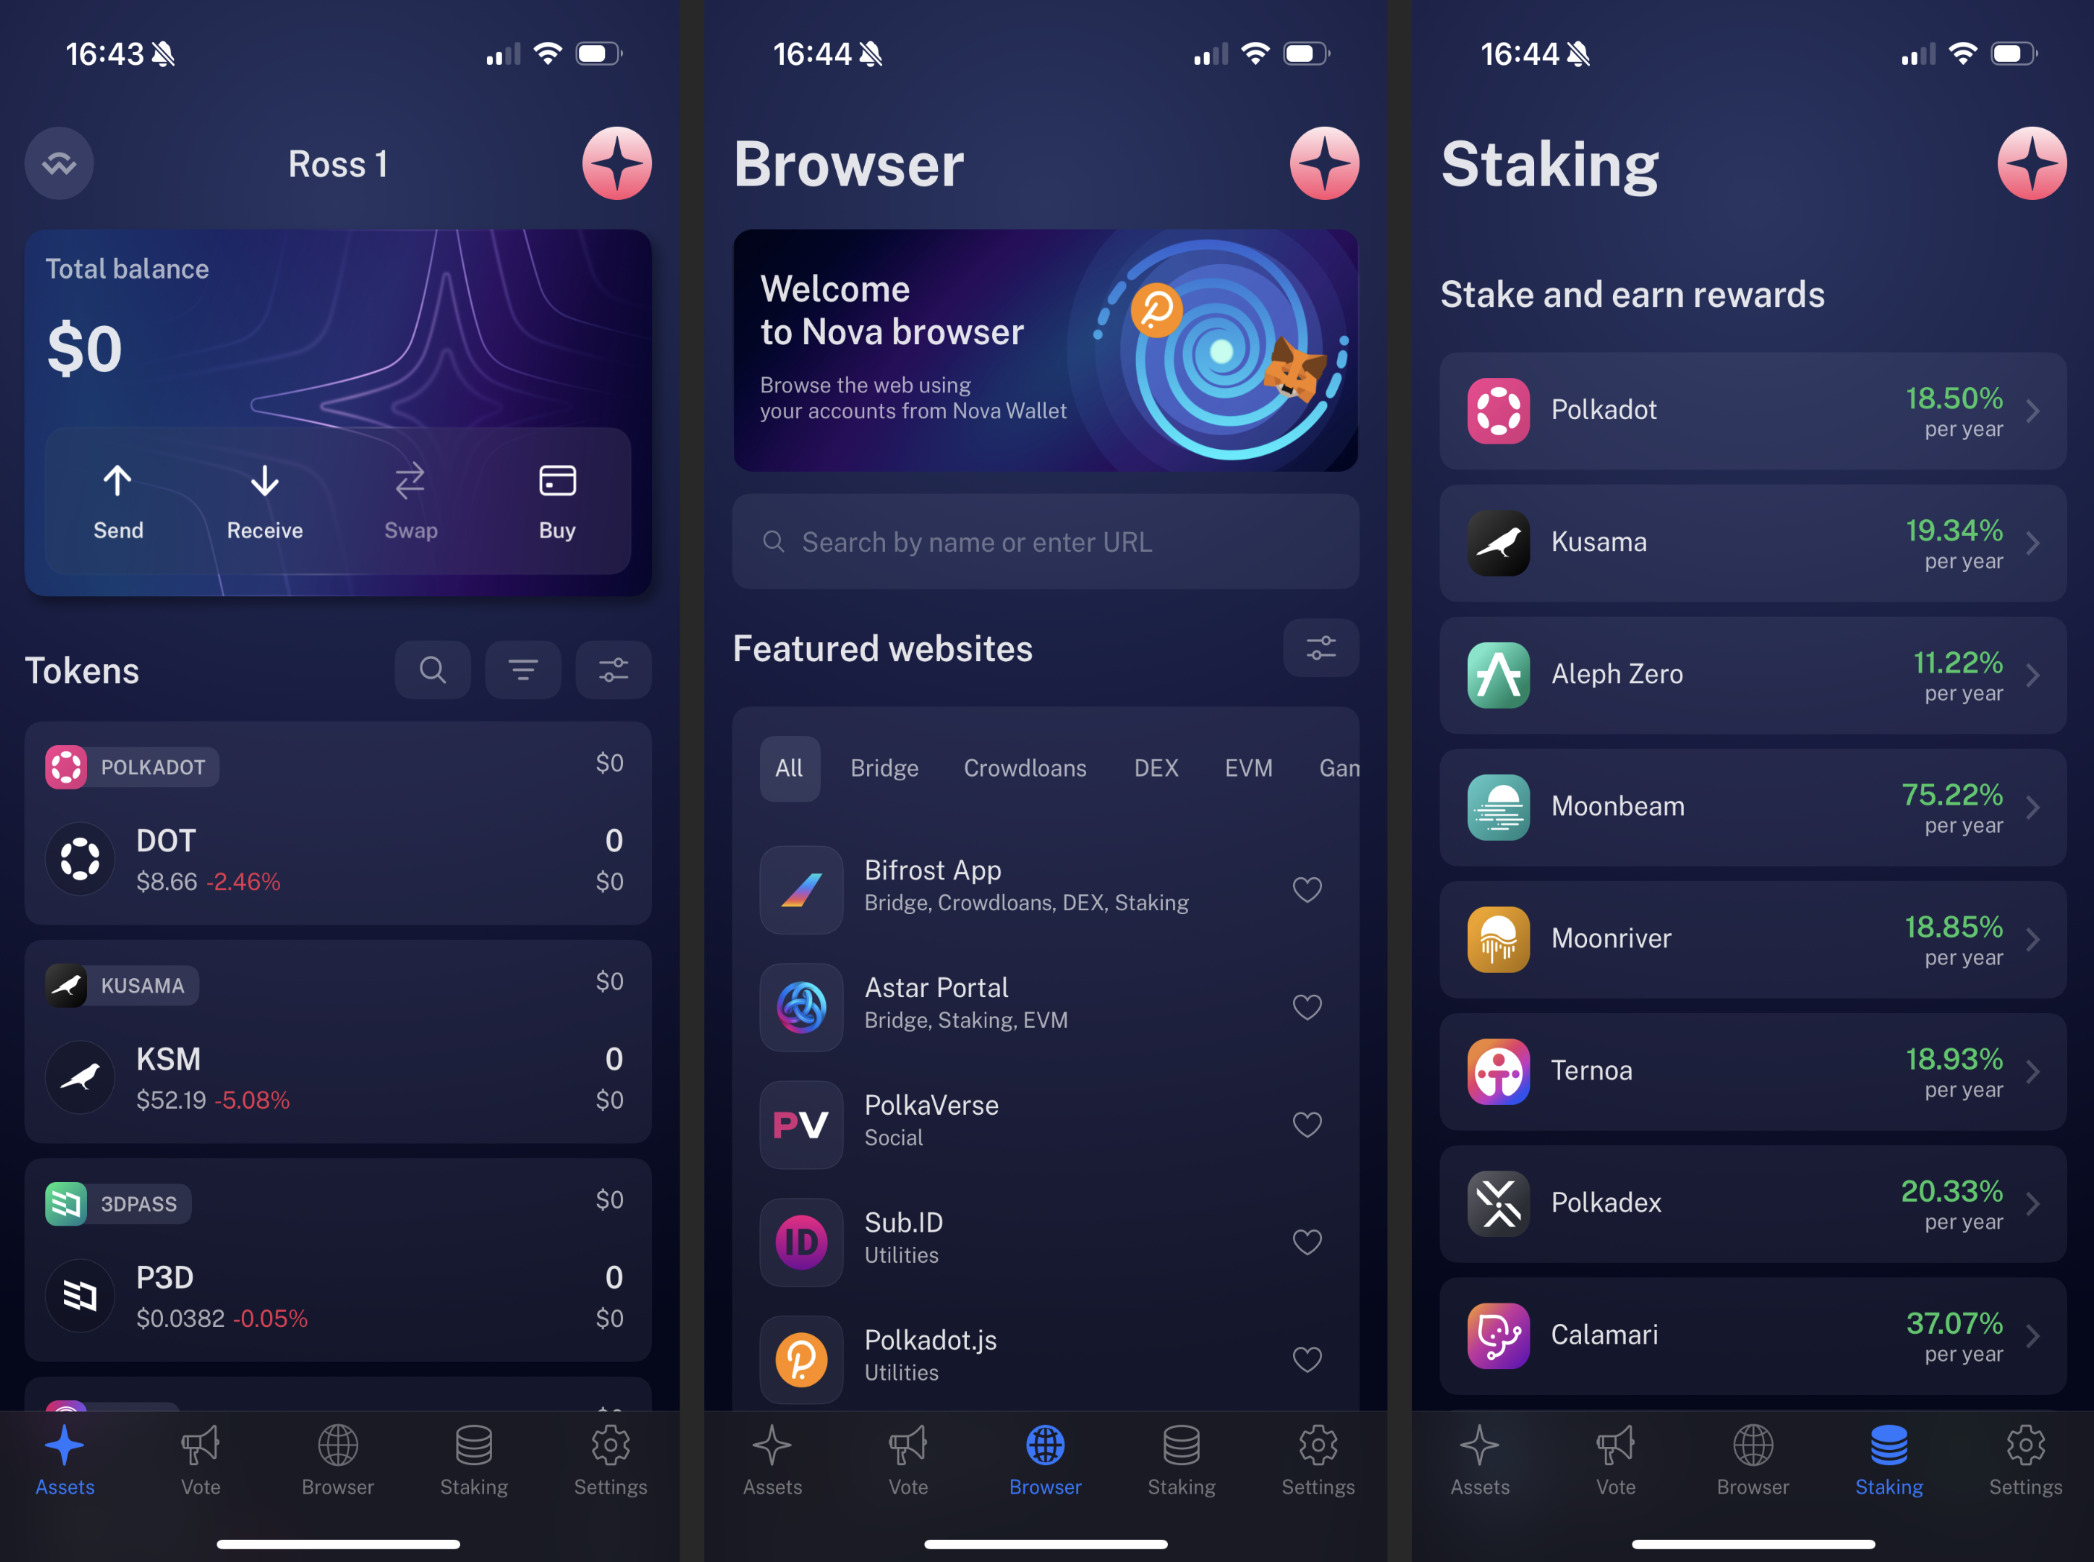 16:43
Ross 1
Total balance
$0
Send
Receive
Swap
Buy
Tokens
POLKADOT
$0
DOT
0
$8.66 -2.46%
$0
KUSAMA
$0
KSM
0
$52.19 -5.08%
$0
3DPASS
$0
P3D
0
$0.0382 -0.05%
$0
Assets
Vote
Browser
Staking
Settings
16:44
Browser
Welcome
to Nova browser
Browse the web using
your accounts from Nova Wallet
Search by name or enter URL
Featured websites
All
Bridge
Crowdloans
DEX
EVM
Gam
Bifrost App
Bridge, Crowdloans, DEX, Staking
Astar Portal
Bridge, Staking, EVM
PV
PolkaVerse
Social
ID
Sub.ID
Utilities
Polkadot.js
Utilities
Assets
Vote
Browser
Staking
Settings
16:44
Staking
Stake and earn rewards
Polkadot
18.50%
per year
Kusama
19.34%
per year
Aleph Zero
11.22%
per year
Moonbeam
75.22%
per year
Moonriver
18.85%
per year
Ternoa
18.93%
per year
Polkadex
20.33%
per year
Calamari
37.07%
per year
Assets
Vote
Browser
Staking
Settings